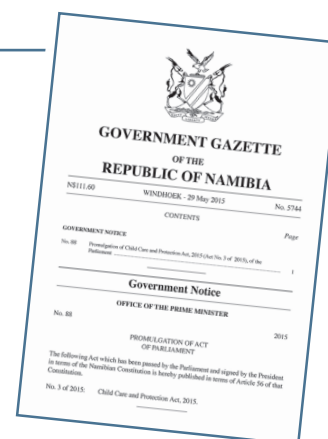 GOVERNMENT GAZETTE
OF THE
REPUBLIC OF NAMIBIA
N$111.60 WINDHOEK - 29 May 2015 No. 5744
CONTENTS
Page
GOVERNMENT NOTICE
No. 88 Promulgation of Child Care and Protection Act, 2015 (Act No. 3 of 2015), of the
Parliament 1
Government Notice
OFFICE OF THE PRIME MINISTER
No. 88 2015
PROMULGATION OF ACT
OF PARLIAMENT
The following Act which has been passed by the Parliament and signed by the President
in terms of the Namibian Constitution is hereby published in terms of Article 56 of that
Constitution.
No. 3 of 2015: Child Care and Protection Act, 2015.